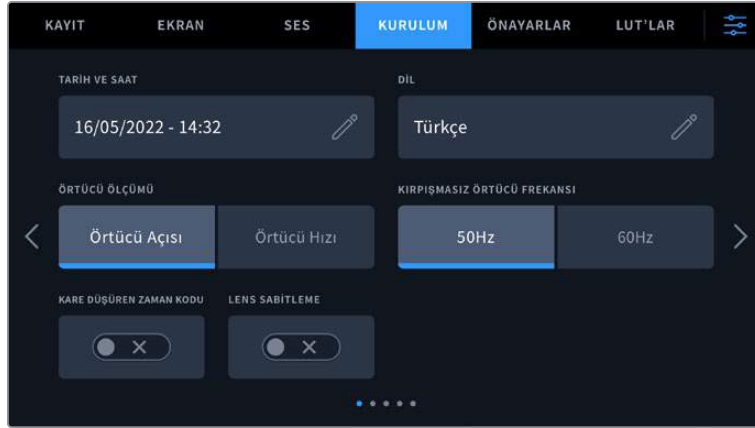 KAYIT EKRAN SES KURULUM ÖNAYARLAR LUT'LAR
TARİH VE SAAT DİL
16/05/2022 - 14:32 Türkçe
ÖRTÜCÜ ÖLÇÜMÜ KIRPIŞMASIZ ÖRTÜCÜ FREKANSI
Örtücü Açısı Örtücü Hızı 50Hz 60Hz
KARE DÜŞÜREN ZAMAN KODU LENS SABİTLEME